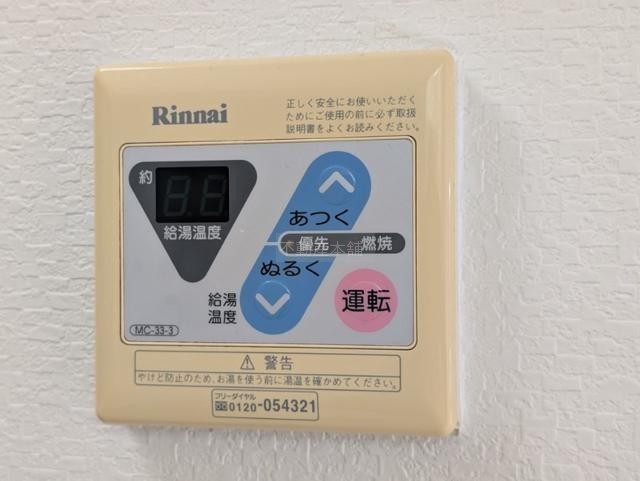 Rinnai
正しく安全にお使いいただく
ためにご使用の前に必ず取扱
説明書をよくお読みください。
約
給湯温度
あつく
優先
燃焼
不動産本舗
ぬるく
給湯
温度
運転
MC-33-3
⚠ 警告
やけど防止のため、お湯を使う前に湯温を確かめてください。
フリーダイヤル
0120-054321